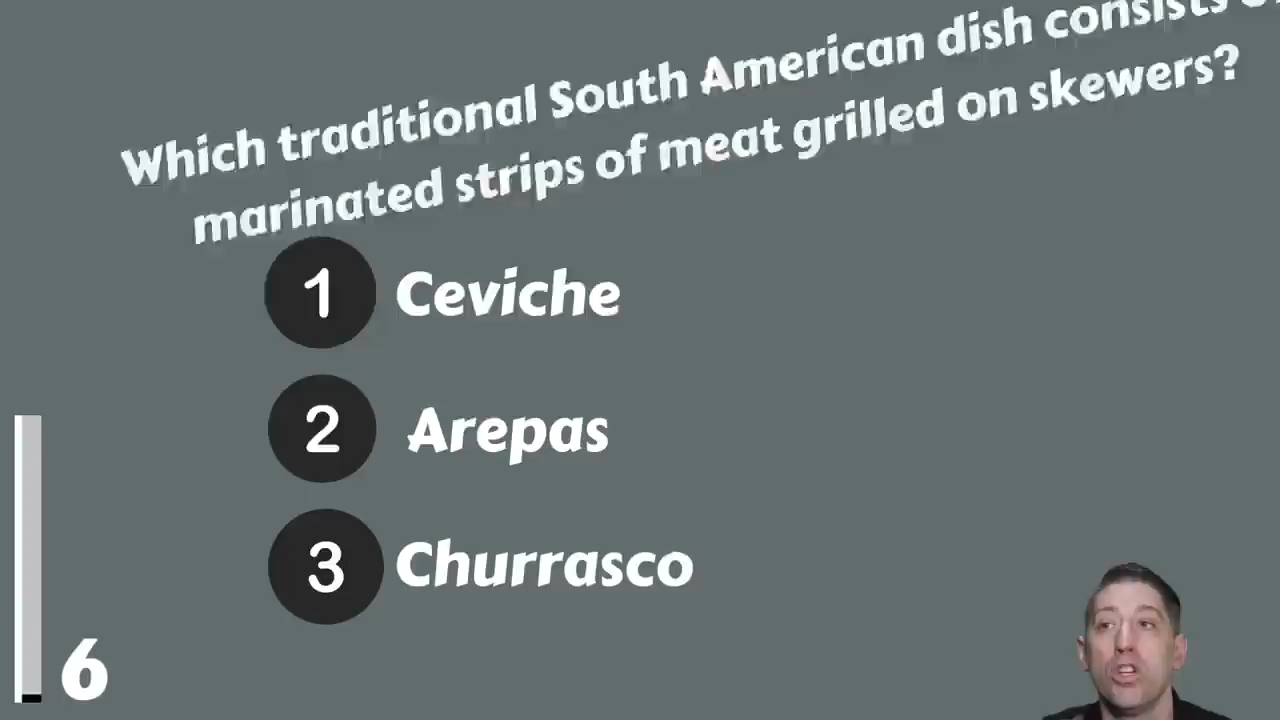 Which traditional South American dish consists
marinated strips of meat grilled on skewers?
1 Ceviche
2 Arepas
3 Churrasco
6